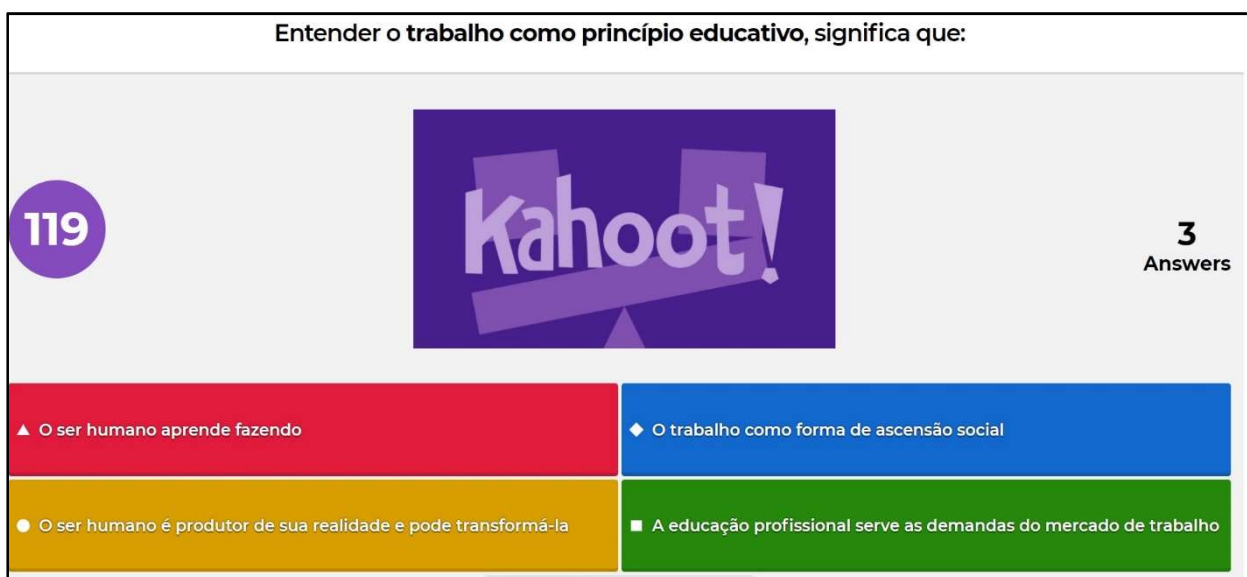 Entender o trabalho como princípio educativo, significa que:
119
Kahoot!
3
Answers
▲ O ser humano aprende fazendo
◆ O trabalho como forma de ascensão social
● O ser humano é produtor de sua realidade e pode transformá-la
■ A educação profissional serve as demandas do mercado de trabalho